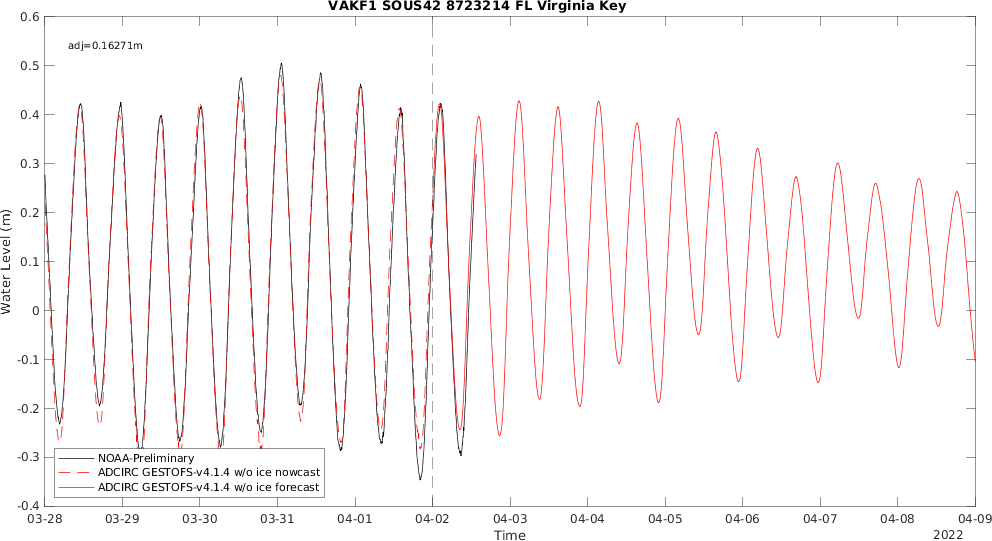 VAKF1 SOUS42 8723214 FL Virginia Key
adj=0.16271m
0.6
0.5
0.4
0.3
0.2
0.1
0
-0.1
-0.2
-0.3
-0.4
Water Level (m)
NOAA-Preliminary
ADCIRC GESTOFS-v4.1.4 w/o ice nowcast
ADCIRC GESTOFS-v4.1.4 w/o ice forecast
03-28 03-29 03-30 03-31 04-01 04-02 04-03 04-04 04-05 04-06 04-07 04-08 04-09
Time
2022